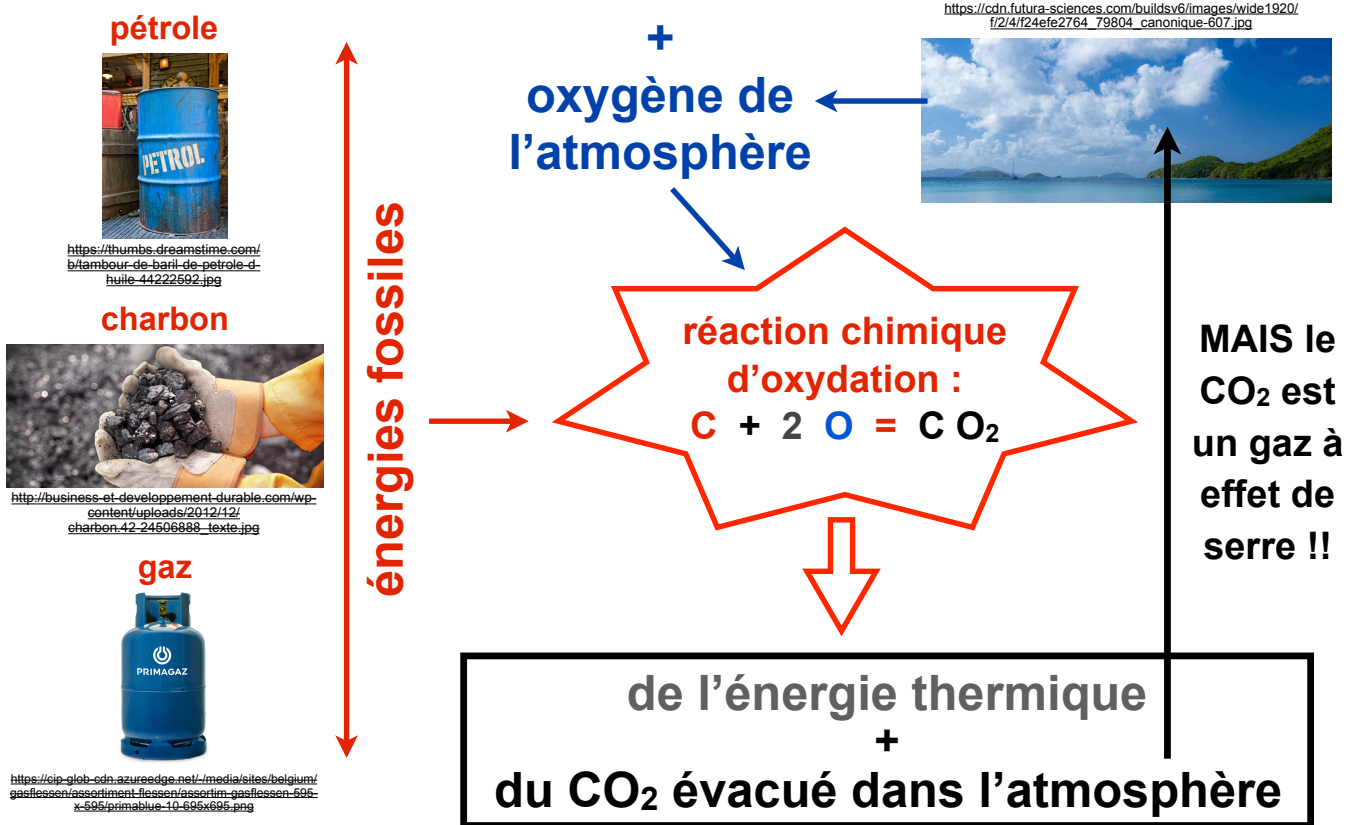 pétrole
PETROL
https://thumbs.dreamstime.com/
b/tambour-de-baril-de-petrole-d-
huile-44222592.jpg
charbon
http://business-et-developpement-durable.com/wp-
content/uploads/2012/12/
charbon.42-24506888_texte.jpg
gaz
PRIMAGAZ
https://cip-glob-cdn.azureedge.net/-/media/sites/belgium/
gasflessen/assortiment-flessen/assortim-gasflessen-595-
x-595/primablue-10-695x695.png
énergies fossiles
+
oxygène de
l’atmosphère
https://cdn.futura-sciences.com/buildsv6/images/wide1920/
f/2/4/f24efe2764_79804_canonique-607.jpg
réaction chimique
d’oxydation :
C + 2 O = C O₂
MAIS le
CO₂ est
un gaz à
effet de
serre !!
de l’énergie thermique
+
du CO₂ évacué dans l’atmosphère